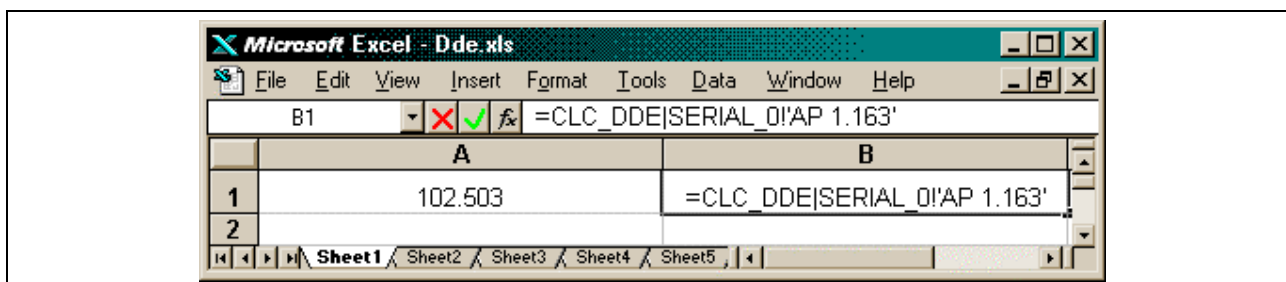 Microsoft Excel - Dde.xls
File Edit View Insert Format Tools Data Window Help
B1 fx =CLC_DDE|SERIAL_0!'AP 1.163'
A B
1 102.503 =CLC_DDE|SERIAL_0!'AP 1.163'
2
Sheet1 Sheet2 Sheet3 Sheet4 Sheet5